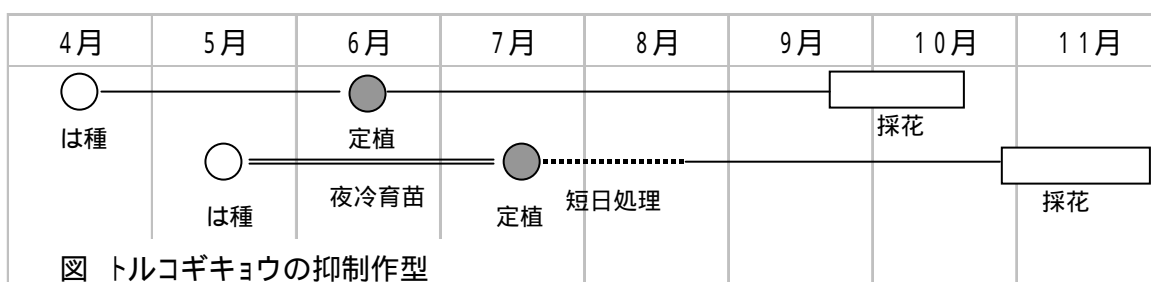 4月 5月 6月 7月 8月 9月 10月 11月
は種 定植 採花
は種 夜冷育苗 定植 短日処理 採花
図 トルコギキョウの抑制作型